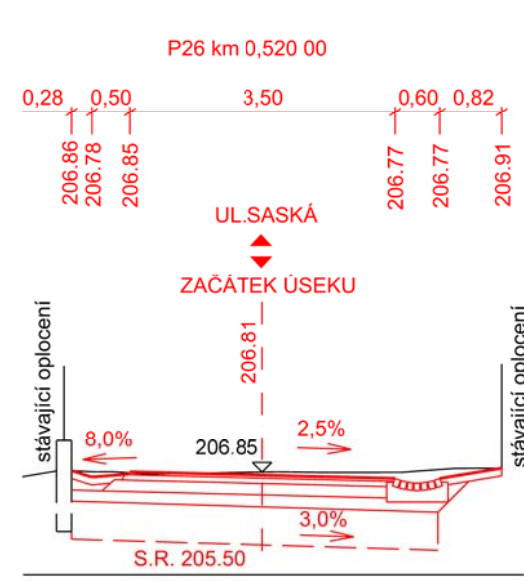 P26 km 0,520 00
0,28 0,50 3,50 0,60 0,82
206.86 206.78 206.85 206.77 206.77 206.91
UL.SASKÁ
ZAČÁTEK ÚSEKU
stávající oplocení
206.81
stávající oplocení
8,0%
206.85
2,5%
3,0%
S.R. 205.50